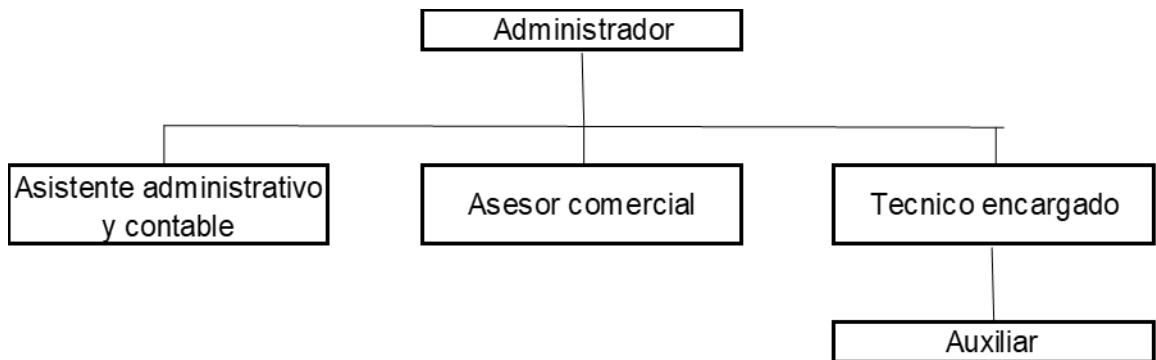 Administrador
Asistente administrativo
y contable
Asesor comercial
Tecnico encargado
Auxiliar